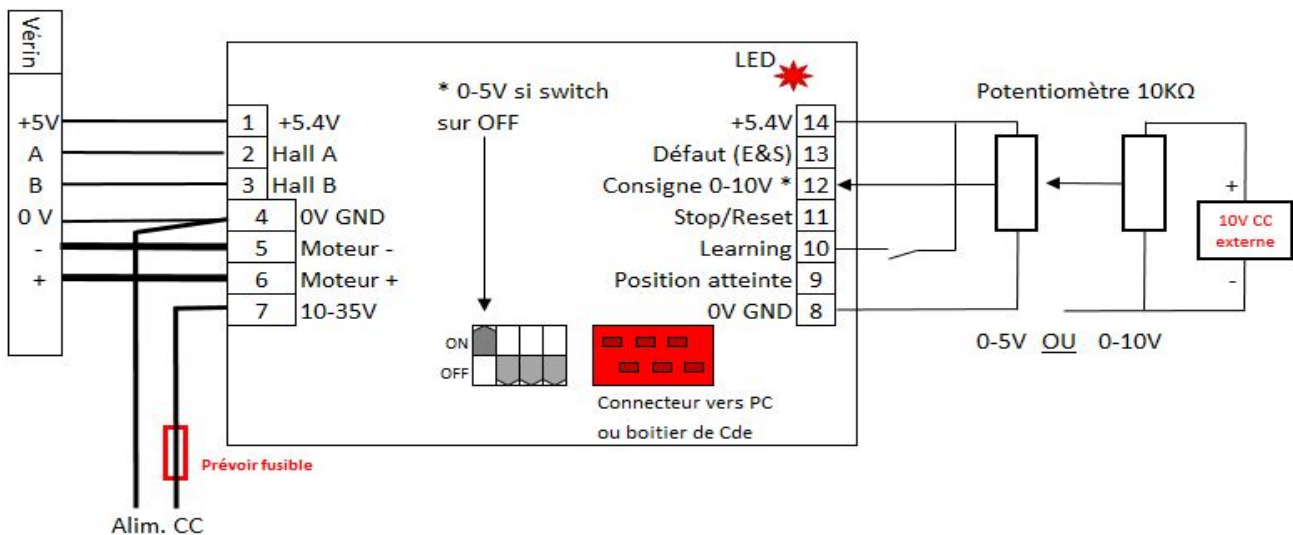 Vérin
+5V
A
B
0 V
-
+
1 +5.4V
2 Hall A
3 Hall B
4 0V GND
5 Moteur -
6 Moteur +
7 10-35V
* 0-5V si switch
sur OFF
LED
+5.4V 14
Défaut (E&S) 13
Consigne 0-10V * 12
Stop/Reset 11
Learning 10
Position atteinte 9
0V GND 8
ON
OFF
Connecteur vers PC
ou boitier de Cde
Potentiomètre 10KΩ
+
10V CC
externe
-
0-5V OU 0-10V
Prévoir fusible
Alim. CC